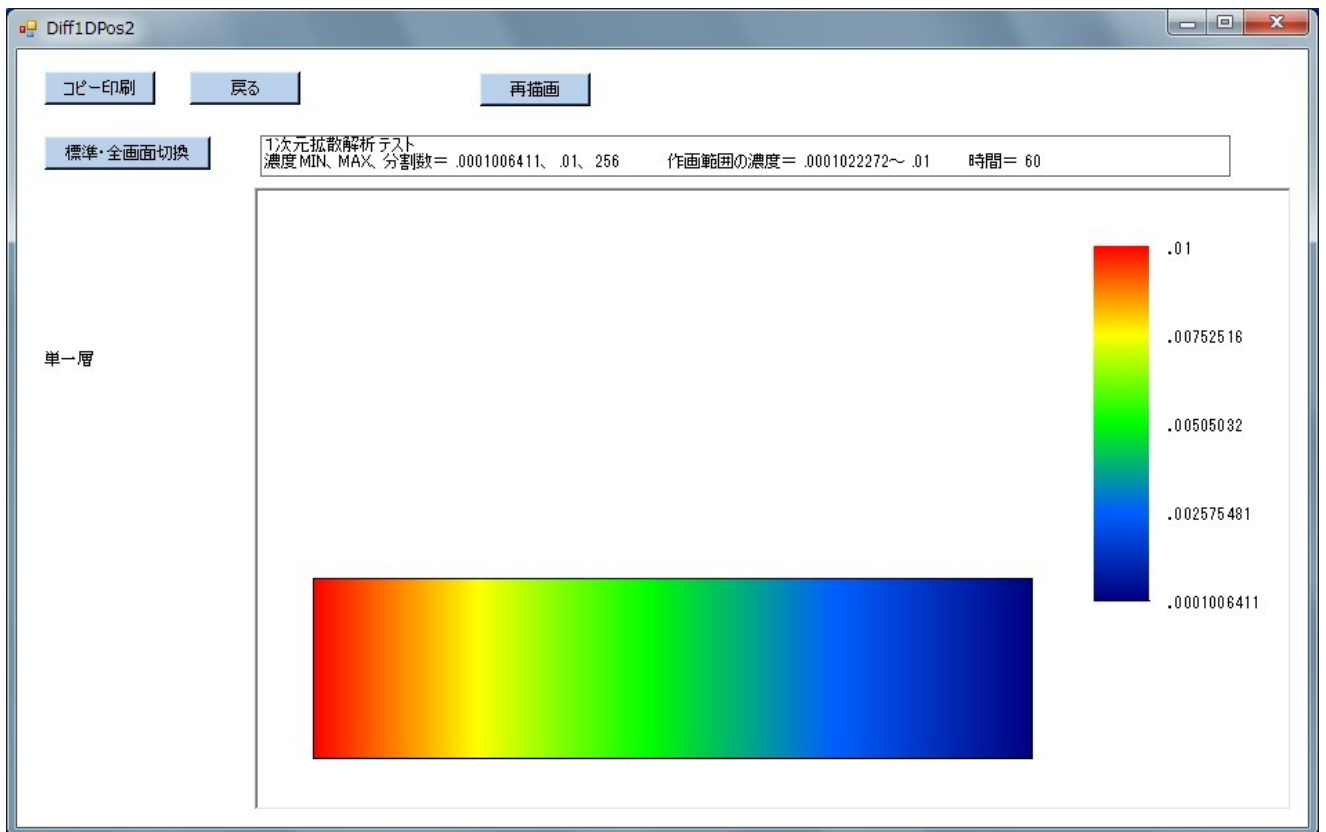 Diff1DPos2
コピー印刷
戻る
再描画
標準・全画面切換
1次元拡散解析 テスト
濃度MIN、MAX、分割数＝ .0001006411、 .01、 256 作画範囲の濃度＝ .0001022272～ .01 時間＝ 60
.01
.00752516
単一層
.00505032
.002575481
.0001006411